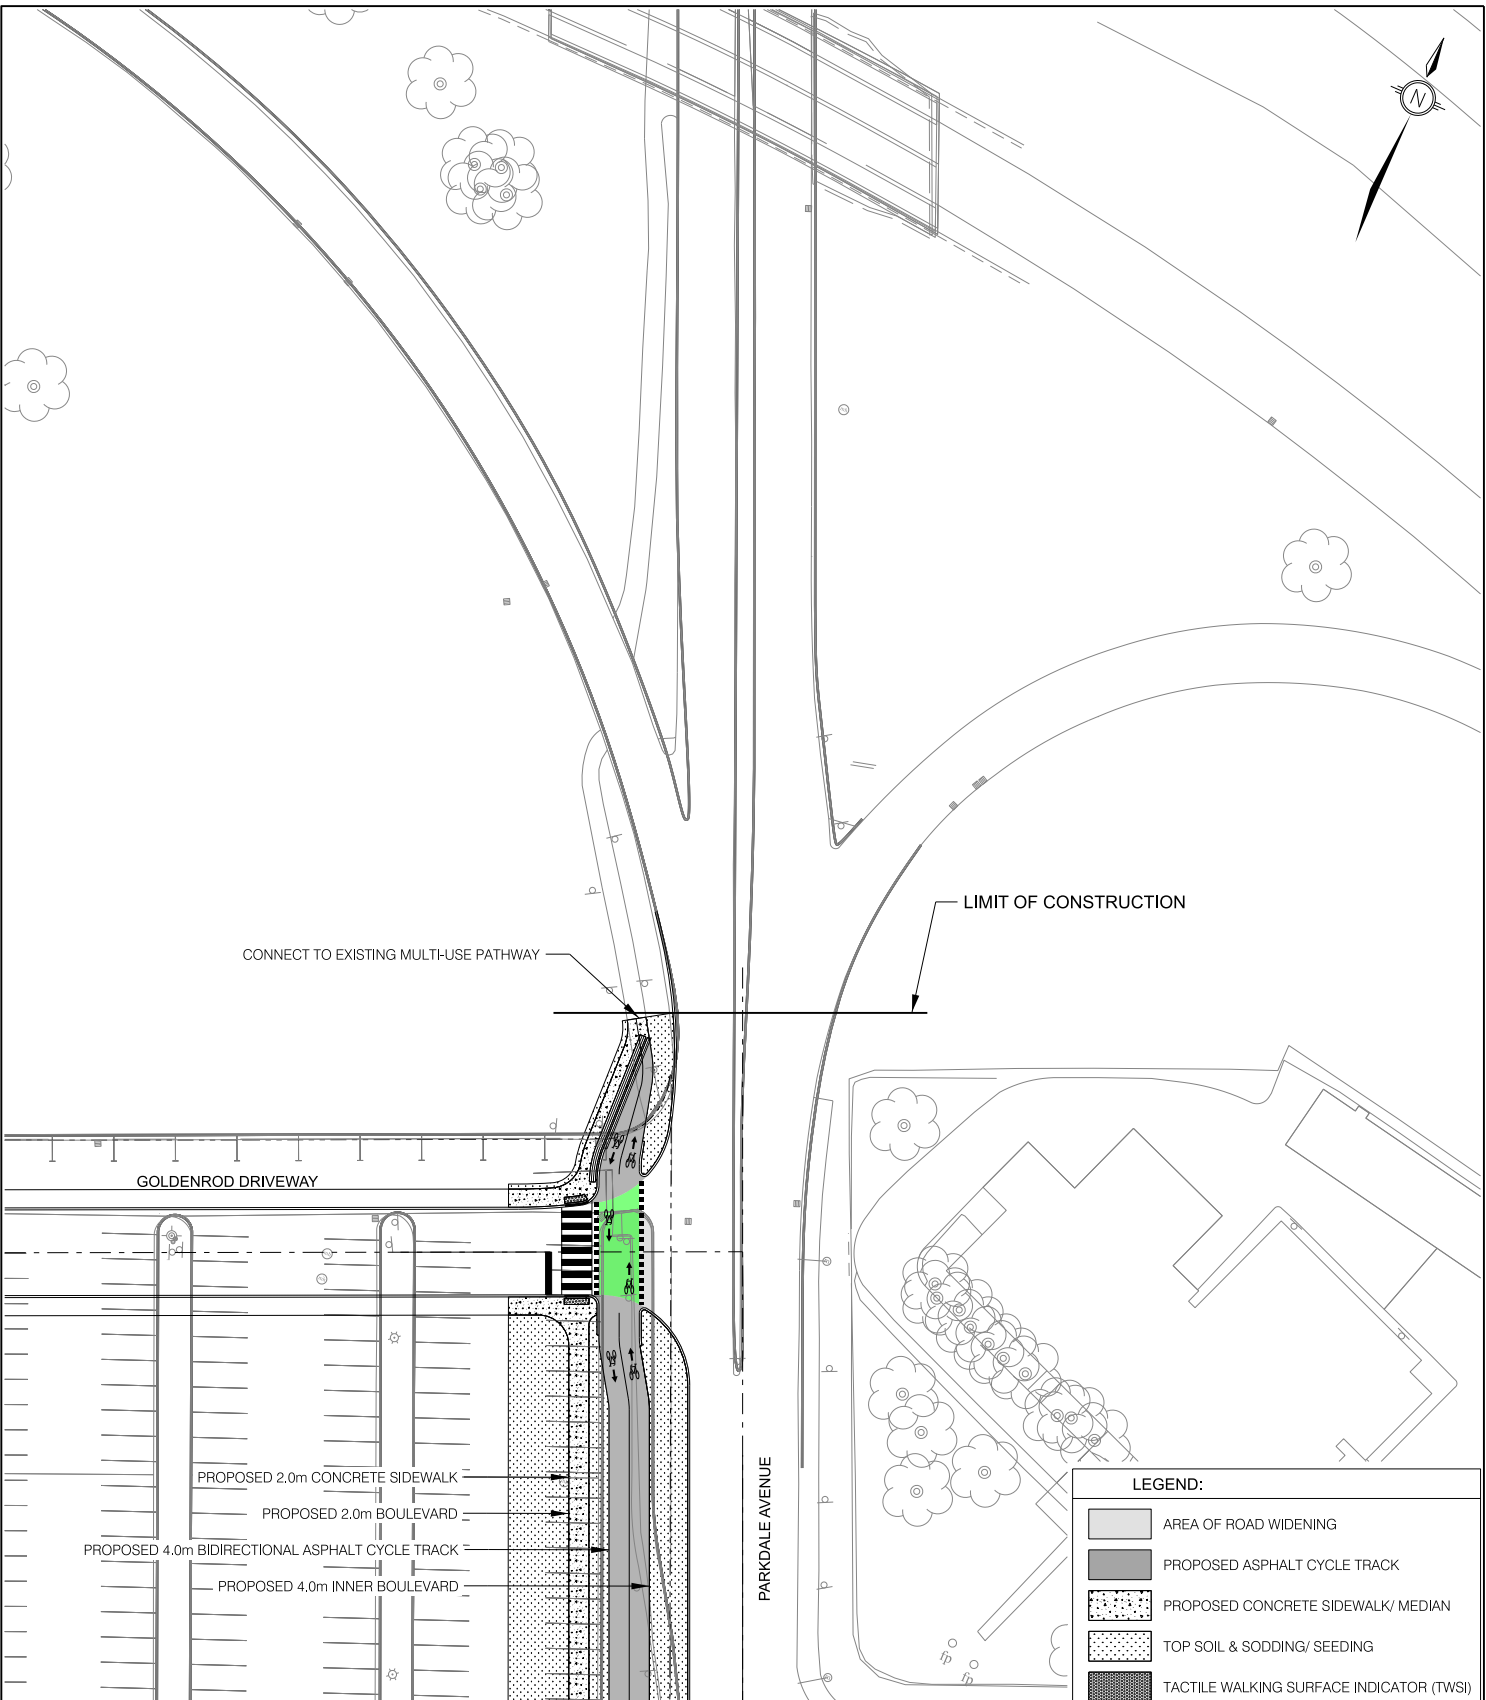 N
LIMIT OF CONSTRUCTION
CONNECT TO EXISTING MULTI-USE PATHWAY
GOLDENROD DRIVEWAY
PROPOSED 2.0m CONCRETE SIDEWALK
PROPOSED 2.0m BOULEVARD
PROPOSED 4.0m BIDIRECTIONAL ASPHALT CYCLE TRACK
PROPOSED 4.0m INNER BOULEVARD
PARKDALE AVENUE
fp
fp
LEGEND:
AREA OF ROAD WIDENING
PROPOSED ASPHALT CYCLE TRACK
PROPOSED CONCRETE SIDEWALK/ MEDIAN
TOP SOIL & SODDING/ SEEDING
TACTILE WALKING SURFACE INDICATOR (TWSI)